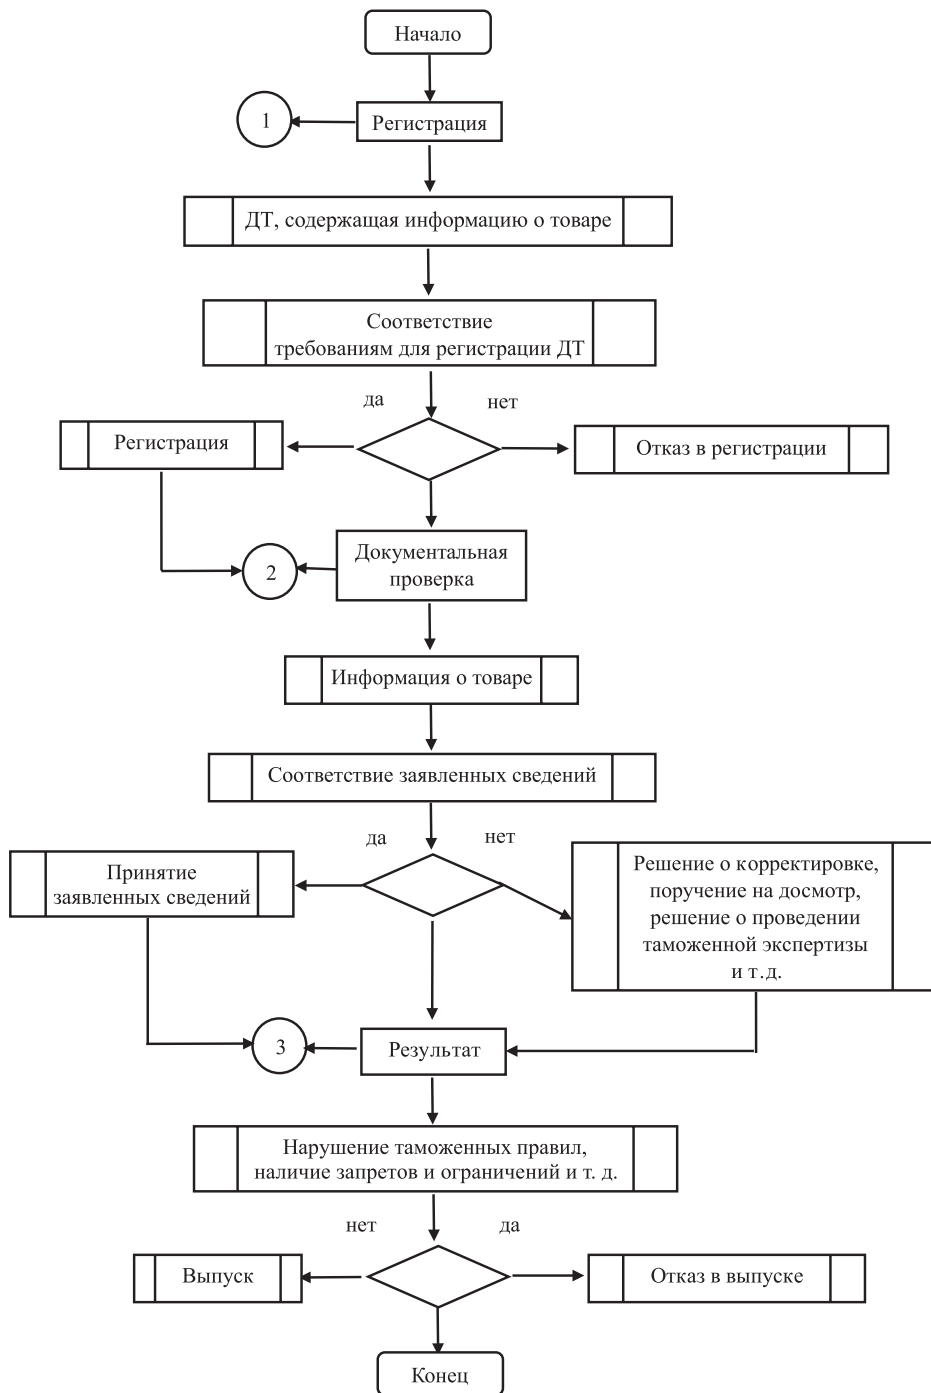 Начало
1
Регистрация
ДТ, содержащая информацию о товаре
Соответствие
требованиям для регистрации ДТ
да
нет
Регистрация
Отказ в регистрации
Документальная
проверка
2
Информация о товаре
Соответствие заявленных сведений
да
нет
Принятие
заявленных сведений
Решение о корректировке,
поручение на досмотр,
решение о проведении
таможенной экспертизы
и т.д.
3
Результат
Нарушение таможенных правил,
наличие запретов и ограничений и т. д.
нет
да
Выпуск
Отказ в выпуске
Конец